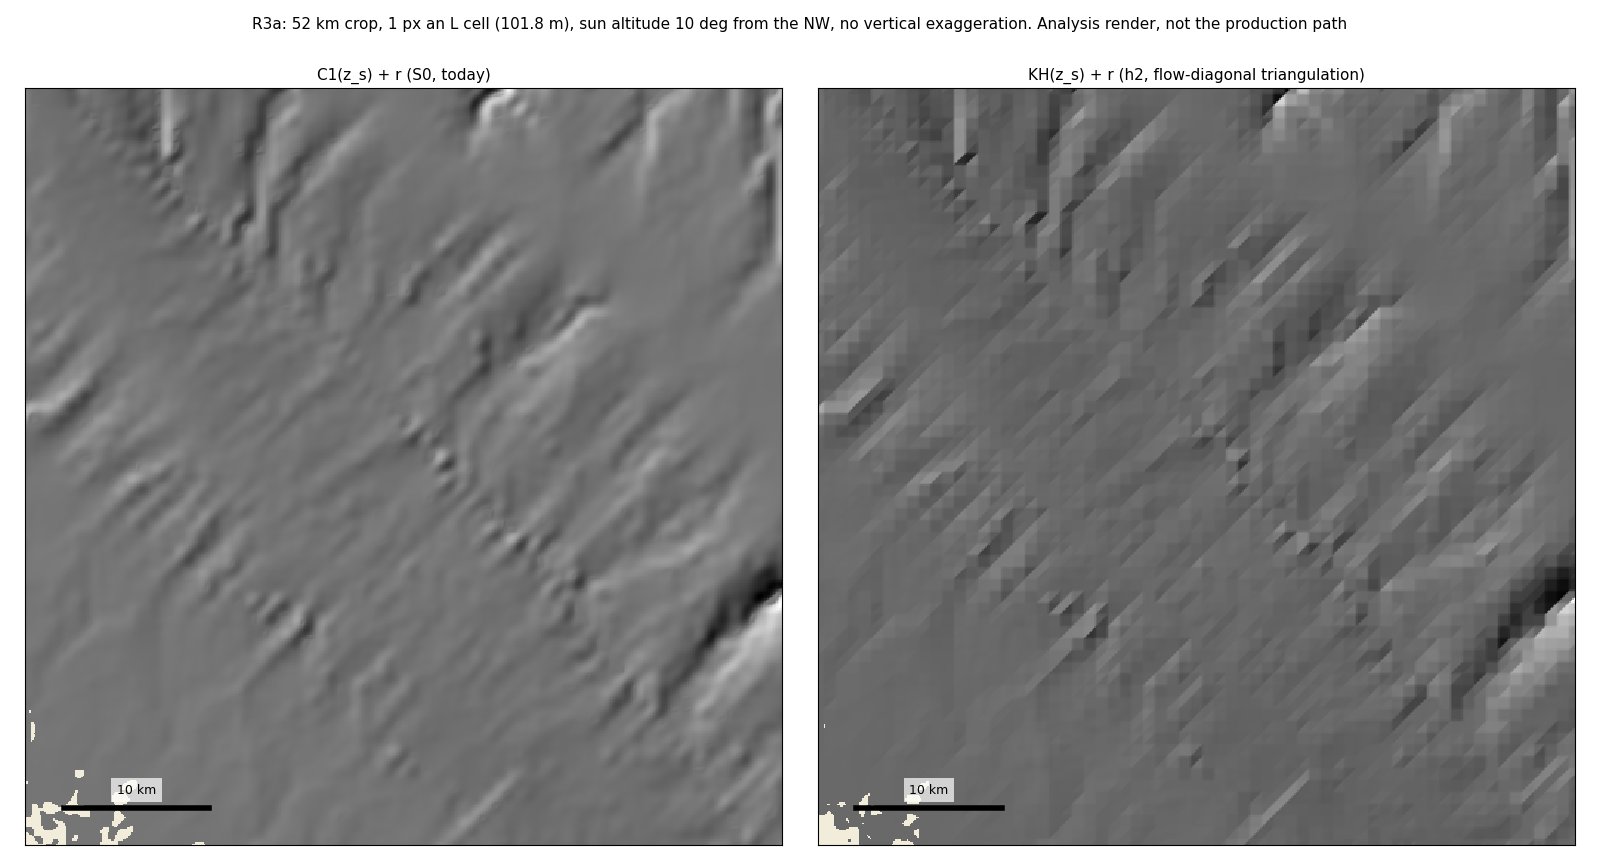 R3a: 52 km crop, 1 px an L cell (101.8 m), sun altitude 10 deg from the NW, no vertical exaggeration. Analysis render, not the production path
C1(z_s) + r (S0, today)
KH(z_s) + r (h2, flow-diagonal triangulation)
10 km
10 km